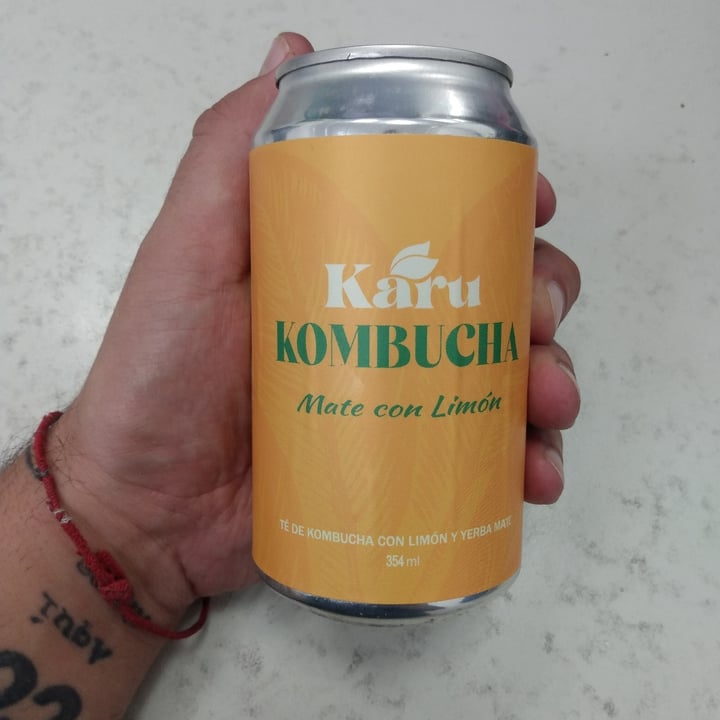 Karu
KOMBUCHA
Mate con Limón
TÉ DE KOMBUCHA CON LIMÓN Y YERBA MATE
354 ml